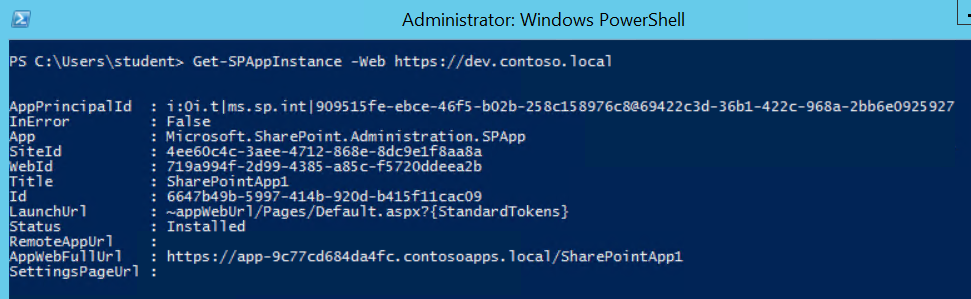 Administrator: Windows PowerShell
PS C:\Users\student> Get-SPAppInstance -Web https://dev.contoso.local
AppPrincipalId : i:0i.t|ms.sp.int|909515fe-ebce-46f5-b02b-258c158976c8@69422c3d-36b1-422c-968a-2bb6e0925927
InError : False
App : Microsoft.SharePoint.Administration.SPApp
SiteId : 4ee60c4c-3aee-4712-868e-8dc9e1f8aa8a
WebId : 719a994f-2d99-4385-a85c-f5720ddeea2b
Title : SharePointApp1
Id : 6647b49b-5997-414b-920d-b415f11cac09
LaunchUrl : ~appWebUrl/Pages/Default.aspx?{StandardTokens}
Status : Installed
RemoteAppUrl :
AppWebFullUrl : https://app-9c77cd684da4fc.contosoapps.local/SharePointApp1
SettingsPageUrl :